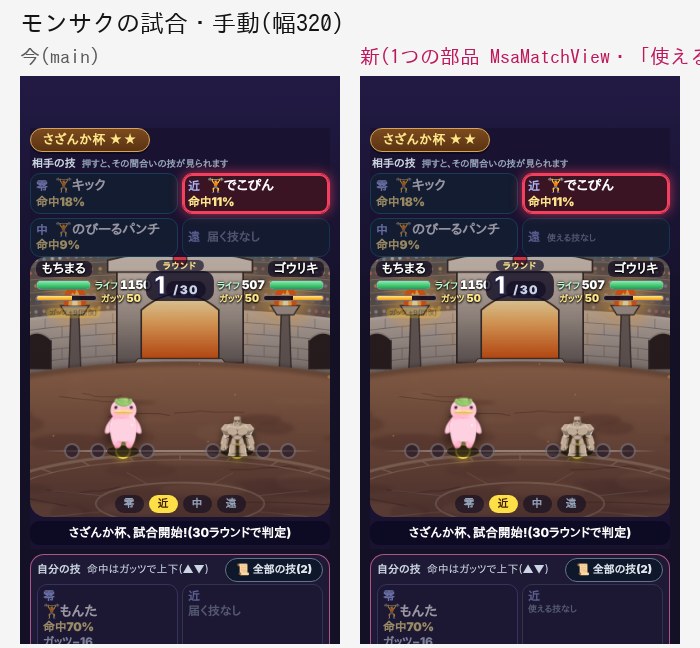 モンサクの試合・手動(幅320)
今(main)
さざんか杯 ★★
相手の技 押すと、その間合いの技が見られます
零 キック
命中18%
近 でこぴん
命中11%
中 のびーるパンチ
命中9%
遠 届く技なし
もちまる
ラウンド
ゴウリキ
ライフ 1150
1 /30
ライフ 507
ガッツ 50
ガッツ 50
零 近 中 遠
さざんか杯、試合開始!(30ラウンドで判定)
自分の技 命中はガッツで上下(▲▼)
全部の技(2)
零
もんた
命中70%
ガッツ-16
近
届く技なし
新(1つの部品 MsaMatchView・「使える
さざんか杯 ★★
相手の技 押すと、その間合いの技が見られます
零 キック
命中18%
近 でこぴん
命中11%
中 のびーるパンチ
命中9%
遠 使える技なし
もちまる
ラウンド
ゴウリキ
ライフ 1150
1 /30
ライフ 507
ガッツ 50
ガッツ 50
零 近 中 遠
さざんか杯、試合開始!(30ラウンドで判定)
自分の技 命中はガッツで上下(▲▼)
全部の技(2)
零
もんた
命中70%
ガッツ-16
近
使える技なし